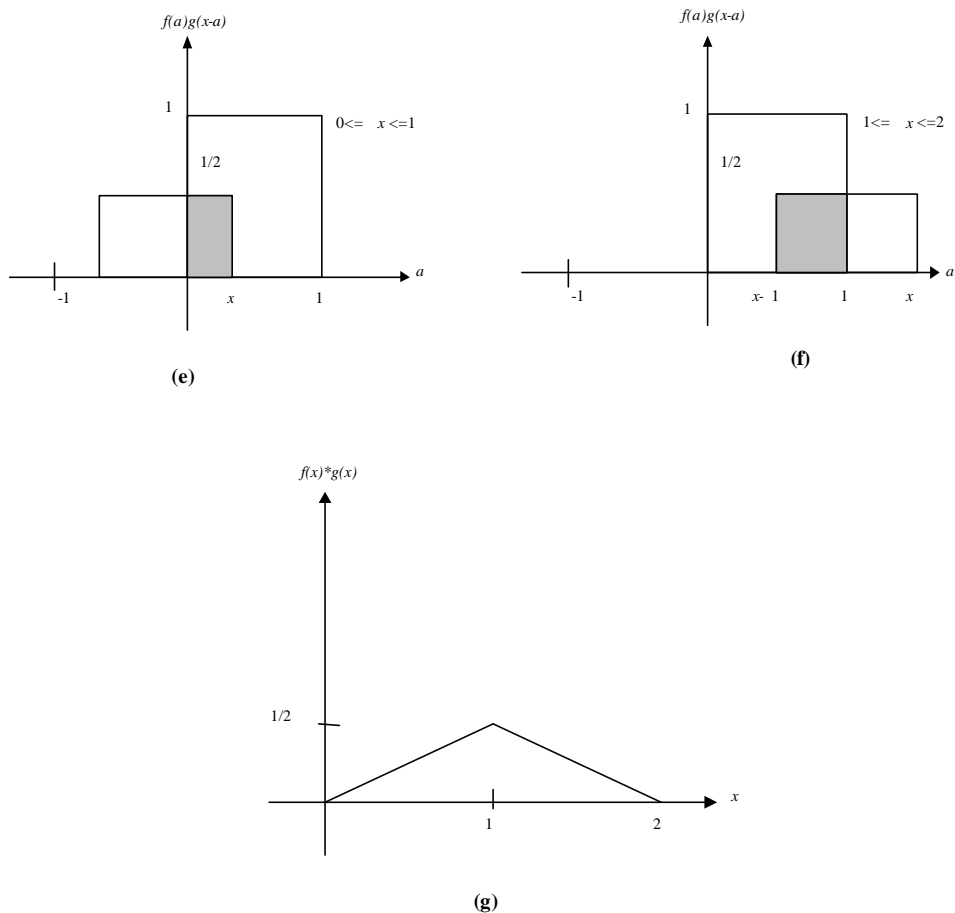 f(a)g(x-a)
1
0<= x <=1
1/2
a
-1
x
1
(e)
f(a)g(x-a)
1
1<= x <=2
1/2
a
-1
x- 1
1
x
(f)
f(x)*g(x)
1/2
x
1
2
(g)